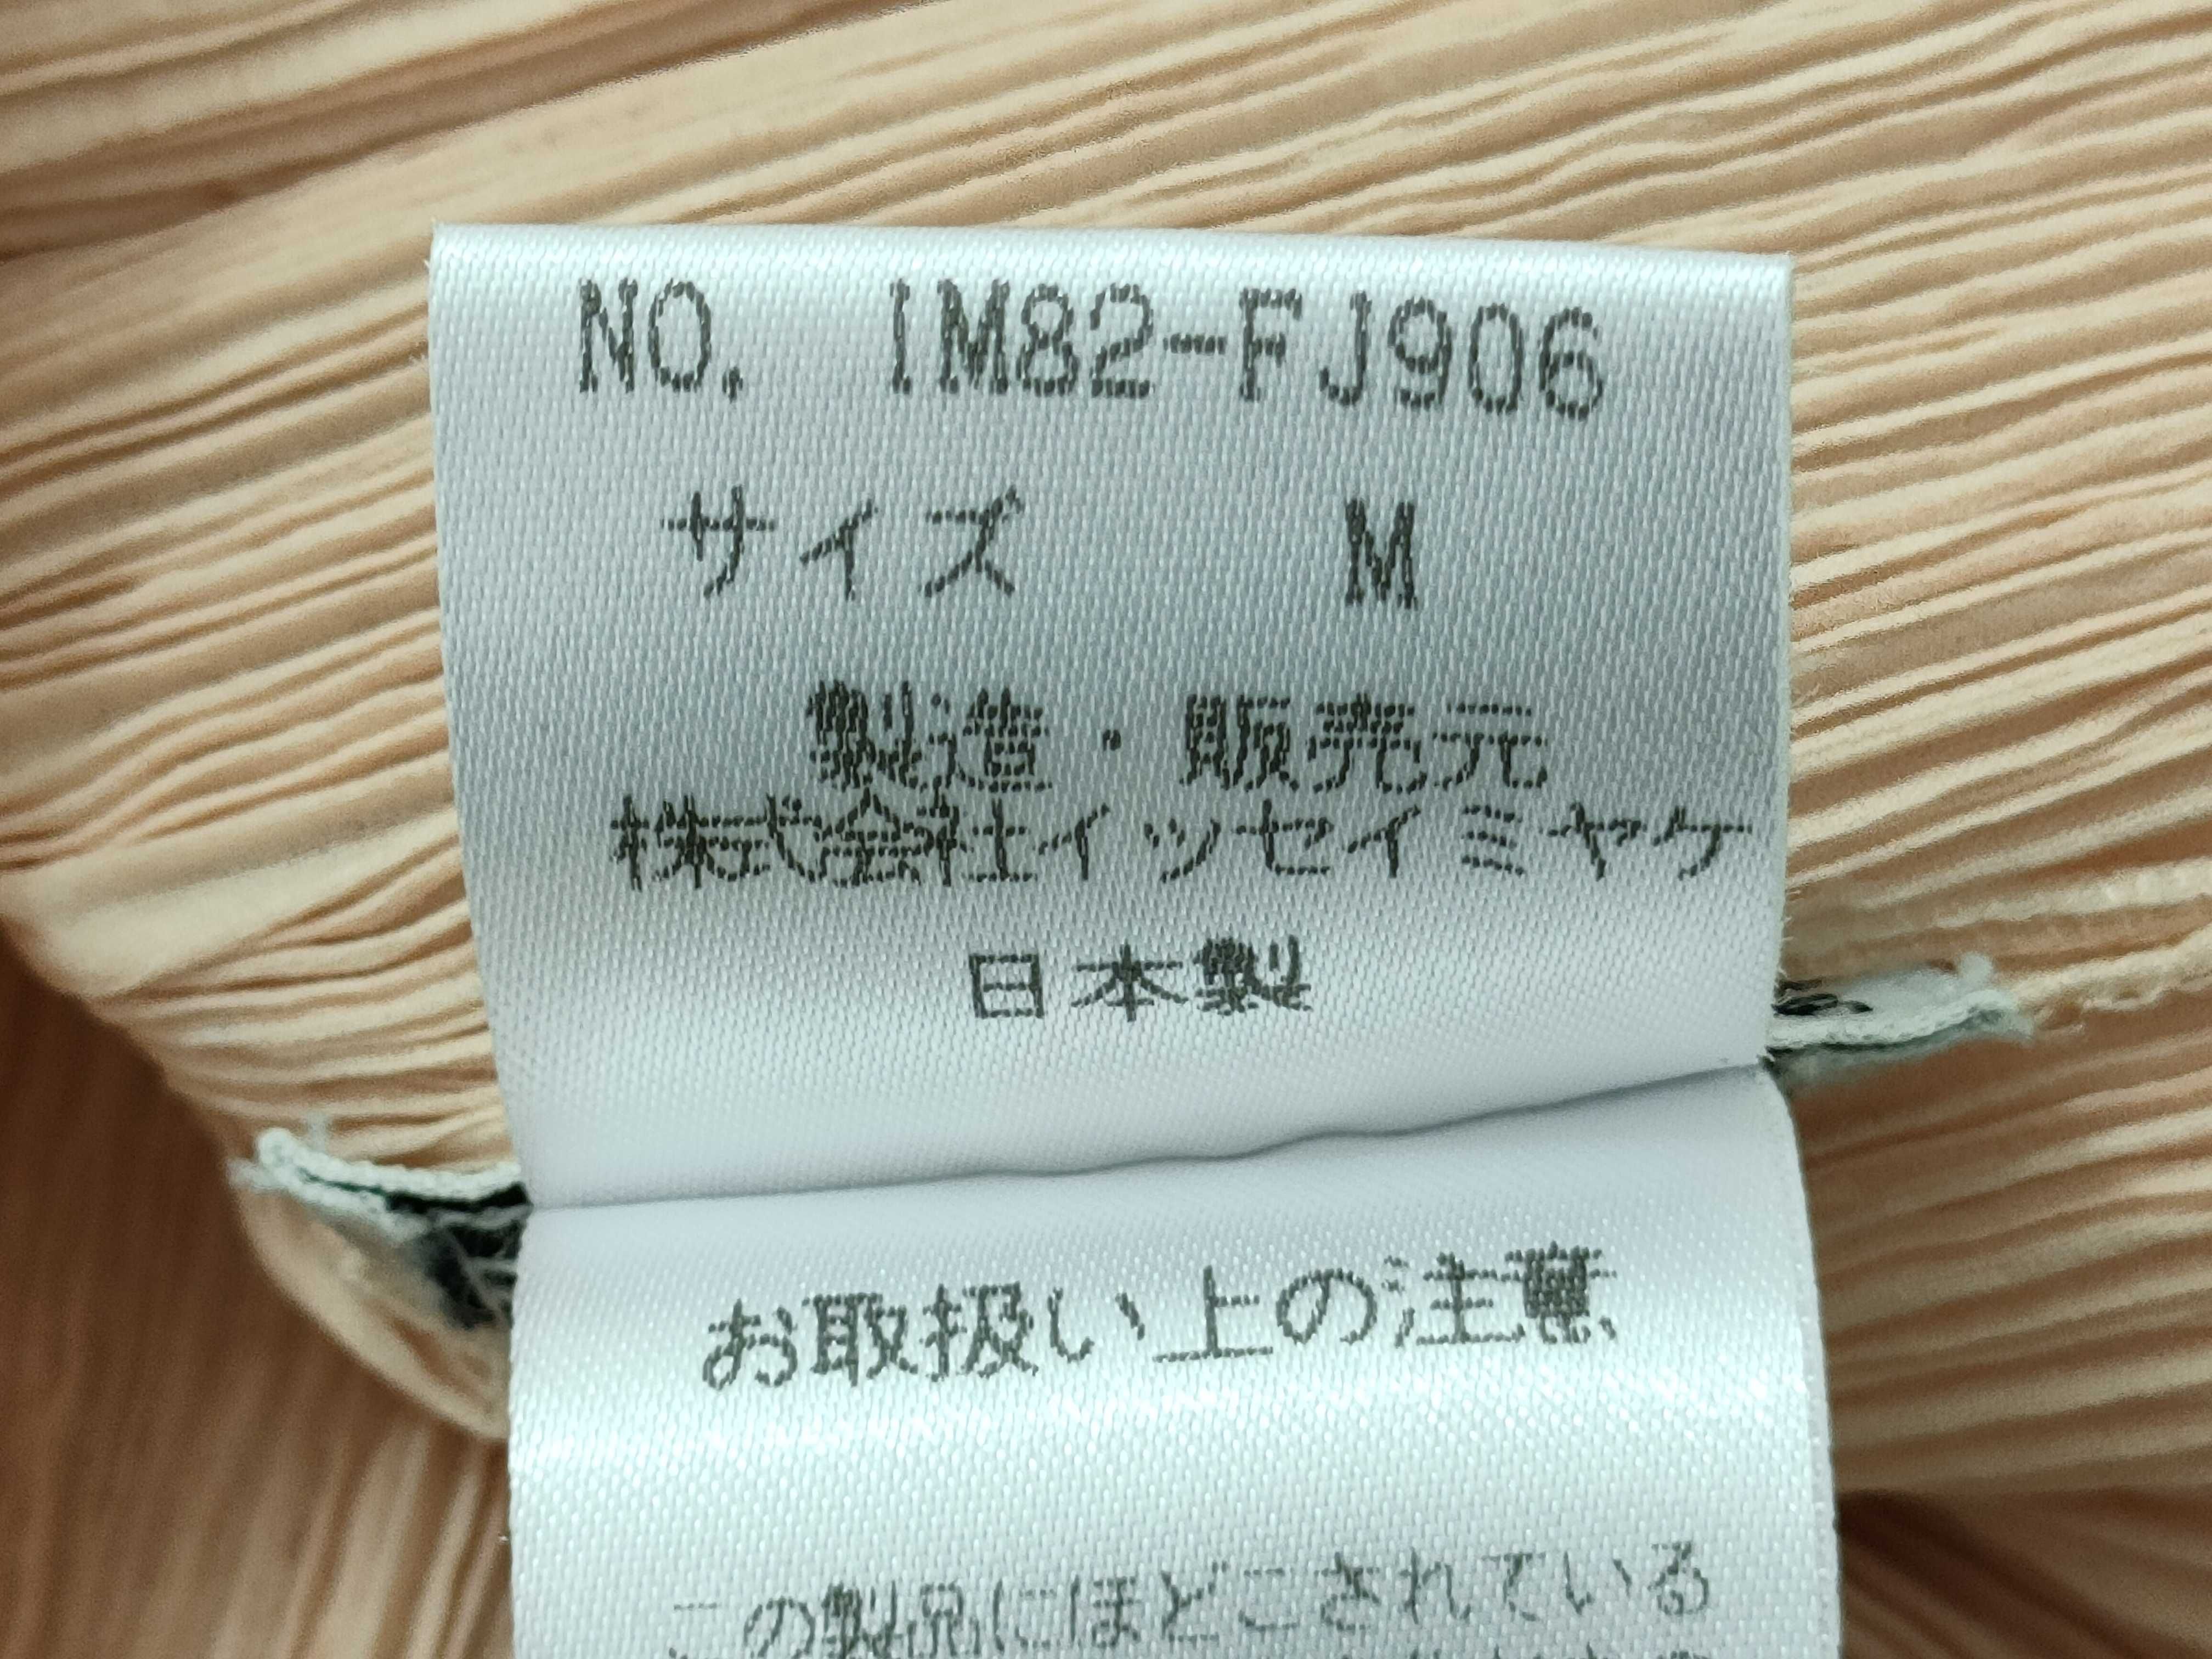 NO. IM82-FJ906
サイズ M
製造・販売元
株式会社イッセイミヤケ
日本製
お取扱い上の注意
この製品にほどこされている